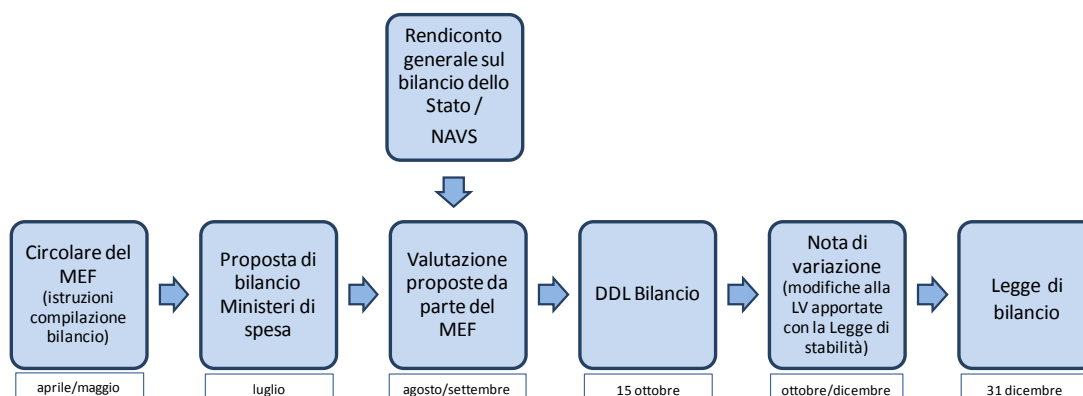 Rendiconto
generale sul
bilancio dello
Stato /
NAVS
Circolare del
MEF
(istruzioni
compilazione
bilancio)
Proposta di
bilancio
Ministeri di
spesa
Valutazione
proposte da
parte del
MEF
DDL Bilancio
Nota di
variazione
(modifiche alla
LV apportate
con la Legge di
stabilità)
Legge di
bilancio
aprile/maggio
luglio
agosto/settembre
15 ottobre
ottobre/dicembre
31 dicembre